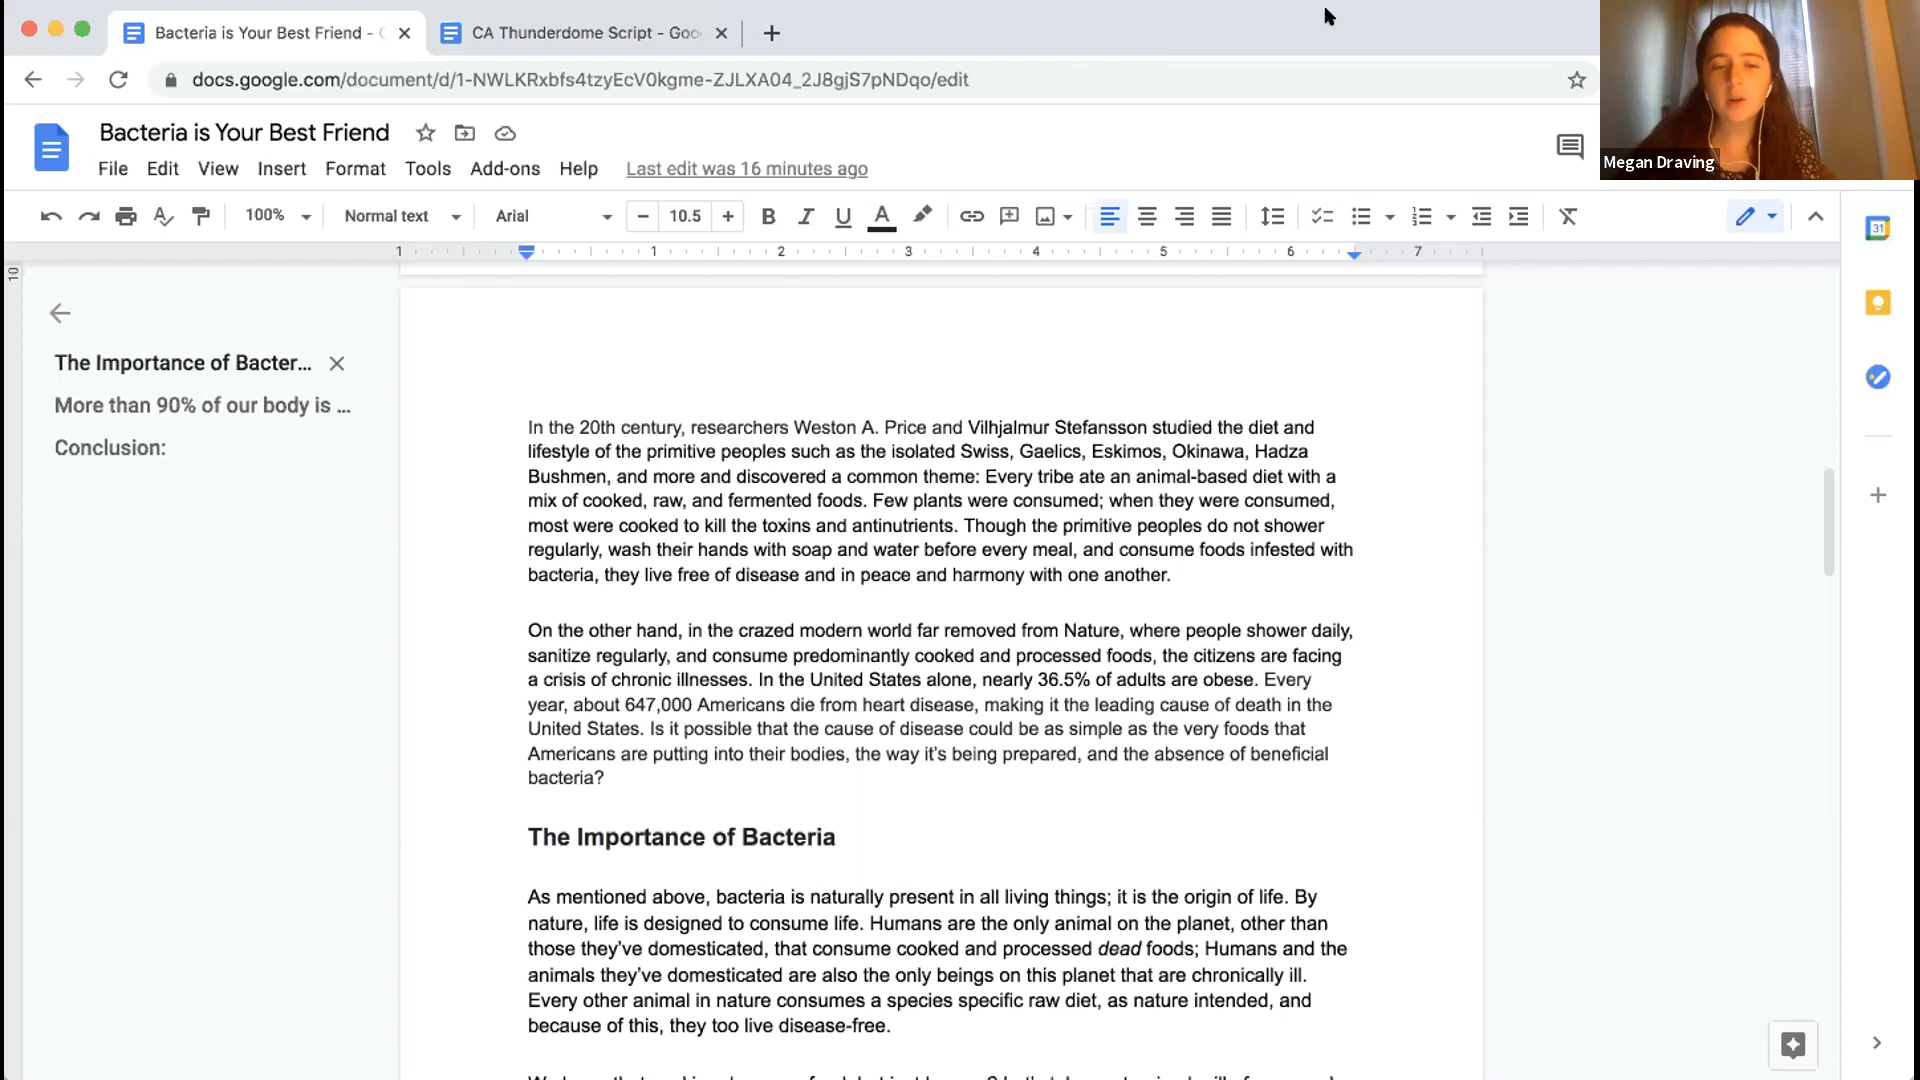 Bacteria is Your Best Friend -
CA Thunderdome Script - Goo
docs.google.com/document/d/1-NWLKRxbfs4tzyEcV0kgme-ZJLXA04_2J8gjS7pNDqo/edit
Megan Draving
Bacteria is Your Best Friend
File Edit View Insert Format Tools Add-ons Help Last edit was 16 minutes ago
100% Normal text Arial 10.5
1 1 2 3 4 5 6 7
10
31
The Importance of Bacter...
More than 90% of our body is ...
Conclusion:
In the 20th century, researchers Weston A. Price and Vilhjalmur Stefansson studied the diet and
lifestyle of the primitive peoples such as the isolated Swiss, Gaelics, Eskimos, Okinawa, Hadza
Bushmen, and more and discovered a common theme: Every tribe ate an animal-based diet with a
mix of cooked, raw, and fermented foods. Few plants were consumed; when they were consumed,
most were cooked to kill the toxins and antinutrients. Though the primitive peoples do not shower
regularly, wash their hands with soap and water before every meal, and consume foods infested with
bacteria, they live free of disease and in peace and harmony with one another.
On the other hand, in the crazed modern world far removed from Nature, where people shower daily,
sanitize regularly, and consume predominantly cooked and processed foods, the citizens are facing
a crisis of chronic illnesses. In the United States alone, nearly 36.5% of adults are obese. Every
year, about 647,000 Americans die from heart disease, making it the leading cause of death in the
United States. Is it possible that the cause of disease could be as simple as the very foods that
Americans are putting into their bodies, the way it's being prepared, and the absence of beneficial
bacteria?
The Importance of Bacteria
As mentioned above, bacteria is naturally present in all living things; it is the origin of life. By
nature, life is designed to consume life. Humans are the only animal on the planet, other than
those they've domesticated, that consume cooked and processed dead foods; Humans and the
animals they've domesticated are also the only beings on this planet that are chronically ill.
Every other animal in nature consumes a species specific raw diet, as nature intended, and
because of this, they too live disease-free.